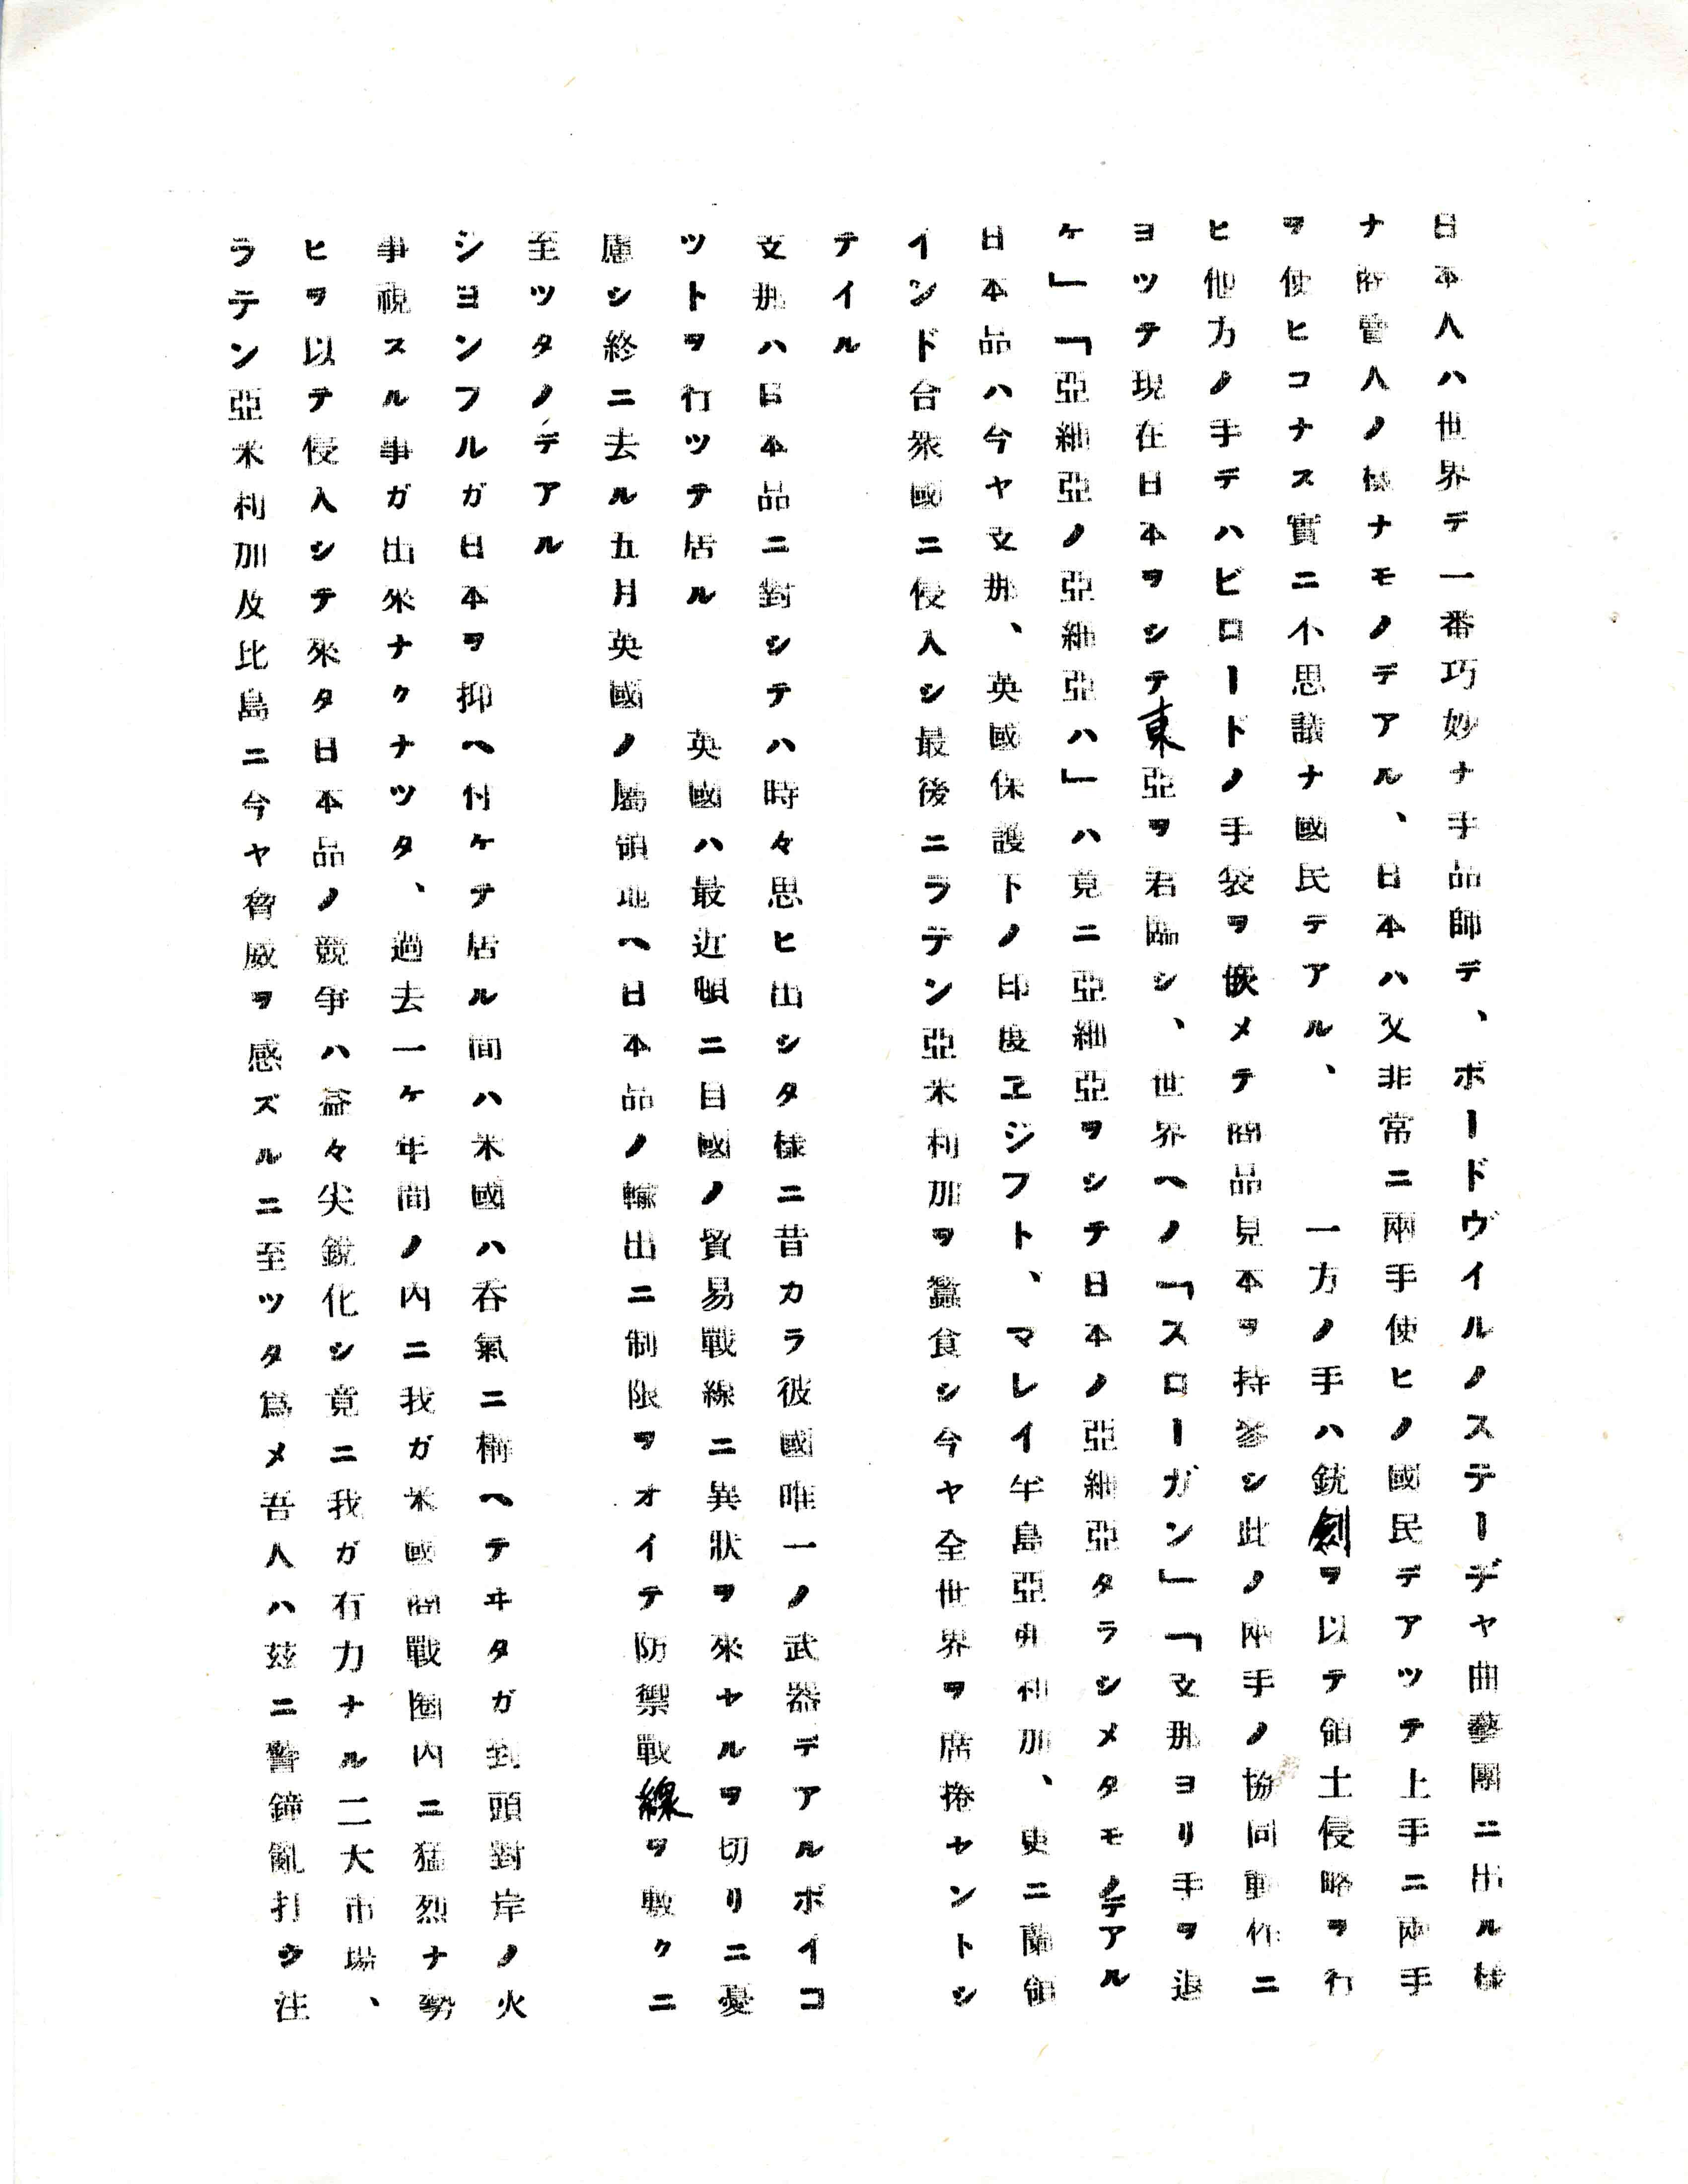 日本人ハ世界デ一番巧妙ナ手品師デ、ボードヴイルノステーヂヤ曲藝團ニ出ル樣
ナ商賣人ノ樣ナモノデアル、日本ハ又非常ニ兩手使ヒノ國民デアツテ上手ニ兩手
ヲ使ヒコナス實ニ不思議ナ國民テアル、　一方ノ手ハ銃劍ヲ以テ領土侵略ヲ行
ヒ他方ノ手デハビロードノ手袋ヲ嵌メテ商品見本ヲ持參シ此ノ兩手ノ協同動作ニ
ヨツテ現在日本ヲシテ東亞ヲ君臨シ、世界ヘノ「スローガン」「支那ヨリ手ヲ退
ケ」「亞細亞ノ亞細亞ハ」ハ竟ニ亞細亞ヲシテ日本ノ亞細亞タラシメタモノデアル
日本品ハ今ヤ支那、英國保護下ノ印度ヱジフト、マレイ半島亞弗利加、更ニ蘭領
インド合衆國ニ侵入シ最後ニラテン亞米利加ヲ蠶食シ今ヤ全世界ヲ席捲ヤントシ
テイル
支那ハ日本品ニ對シテハ時々思ヒ出シタ樣ニ昔カラ彼國唯一ノ武器デアルボイコ
ツトヲ行ツテ居ル　　英國ハ最近頓ニ自國ノ貿易戰線ニ異狀ヲ來ヤルヲ切リニ憂
慮シ終ニ去ル五月英國ノ屬領地ヘ日本品ノ輸出ニ制限ヲオイテ防禦戰線ヲ敷クニ
至ツタノデアル
シヨンフルガ日本ヲ抑ヘ付ケテ居ル間ハ米國ハ呑氣ニ構ヘテヰタガ到頭對岸ノ火
事視スル事ガ出來ナクナツタ、過去一ケ年間ノ内ニ我ガ米國商戰圈内ニ猛烈ナ勢
ヒヲ以テ侵入シテ來タ日本品ノ競爭ハ益々尖銳化シ竟ニ我ガ有力ナル二大市場、
ラテン亞米利加及比島ニ今ヤ脅威ヲ感ズルニ至ツタ爲メ吾人ハ茲ニ警鐘亂打ウ注